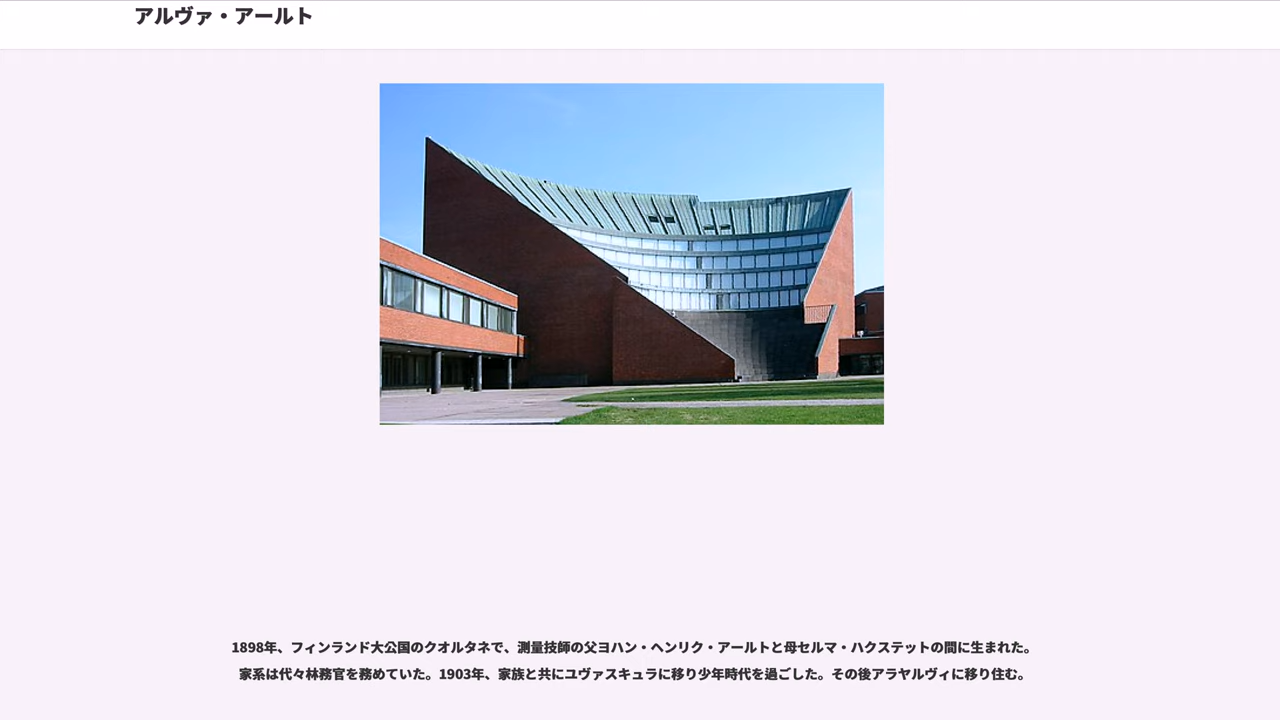 アルヴァ・アールト
1898年、フィンランド大公国のクオルタネで、測量技師の父ヨハン・ヘンリク・アールトと母セルマ・ハクステットの間に生まれた。
家系は代々林務官を務めていた。1903年、家族と共にユヴァスキュラに移り少年時代を過ごした。その後アラヤルヴィに移り住む。